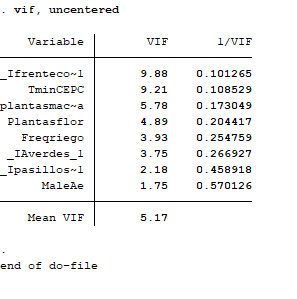 . vif, uncentered
Variable VIF 1/VIF
_Ifrenteco~1 9.88 0.101265
TminCEPC 9.21 0.108529
plantasmac~a 5.78 0.173049
Plantasflor 4.89 0.204417
Freqriego 3.93 0.254759
_IAverdes_1 3.75 0.266927
_Ipasillos~1 2.18 0.458918
MaleAe 1.75 0.570126
Mean VIF 5.17
.
end of do-file